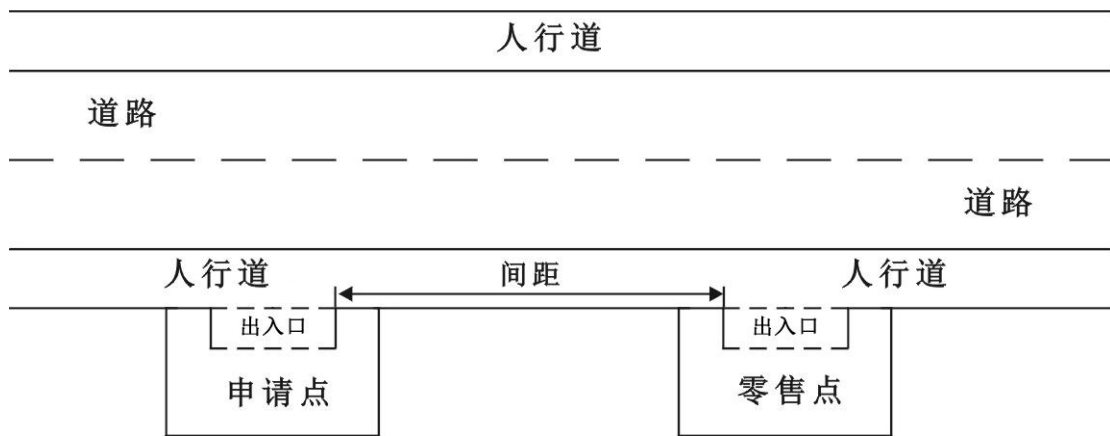 人行道
道路
道路
人行道 间距 人行道
出入口 出入口
申请点 零售点